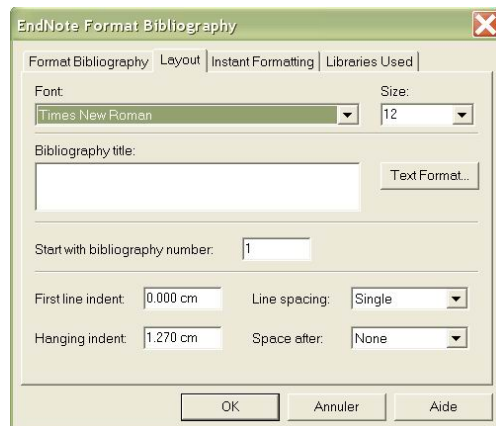 EndNote Format Bibliography
Format Bibliography Layout Instant Formatting Libraries Used
Font: Size:
Times New Roman 12
Bibliography title:
Text Format...
Start with bibliography number: 1
First line indent: 0.000 cm Line spacing: Single
Hanging indent: 1.270 cm Space after: None
OK Annuler Aide